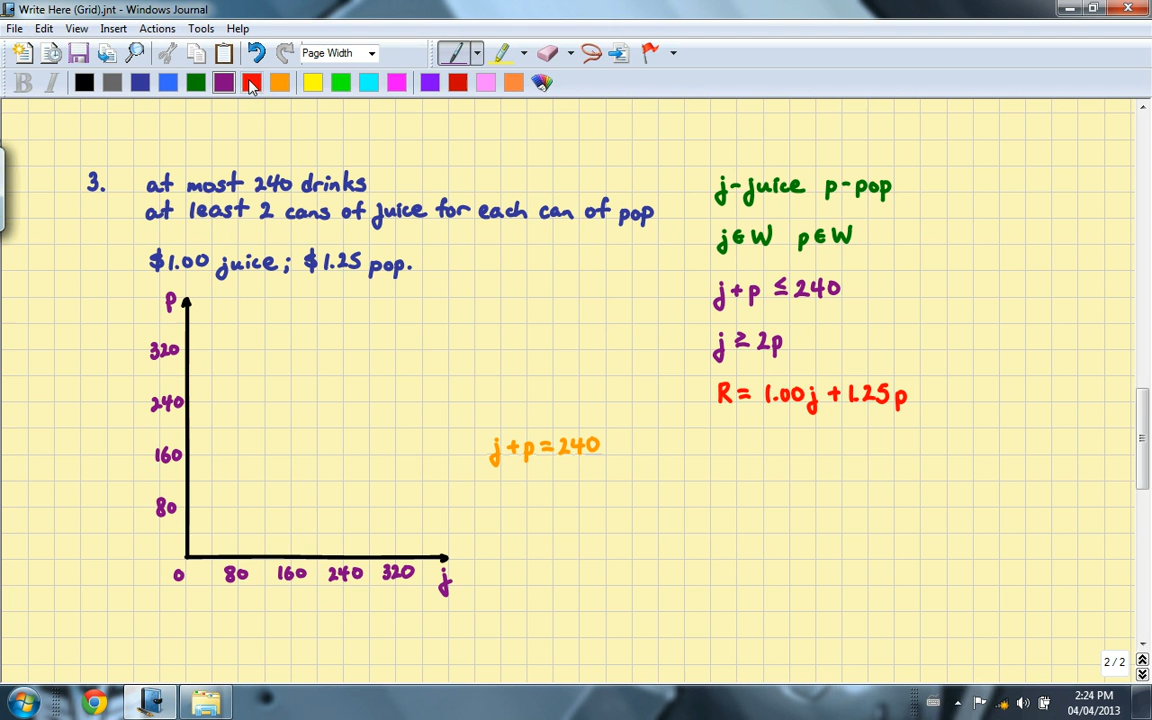 Write Here (Grid).jnt - Windows Journal
File Edit View Insert Actions Tools Help
Page Width
B I
3. at most 240 drinks
at least 2 cans of juice for each can of pop
$1.00 juice; $1.25 pop.
j-juice p-pop
j∈W p∈W
j+p ≤ 240
j ≥ 2p
R = 1.00j + 1.25p
p
320
240
160
80
j+p=240
0 80 160 240 320 j
2 / 2
2:24 PM
04/04/2013